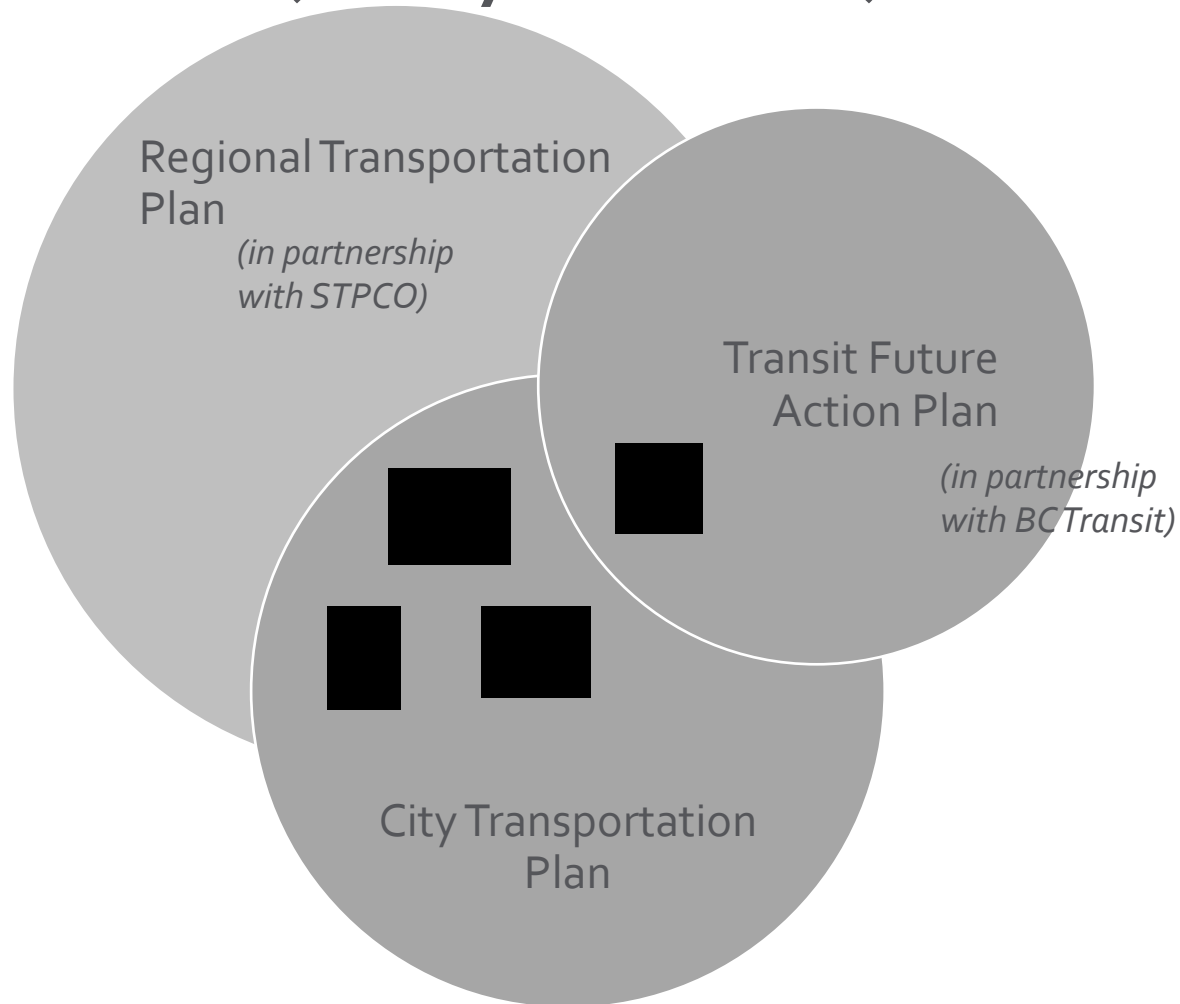 Regional Transportation
Plan
(in partnership
with STPCO)
Transit Future
Action Plan
(in partnership
with BC Transit)
City Transportation
Plan